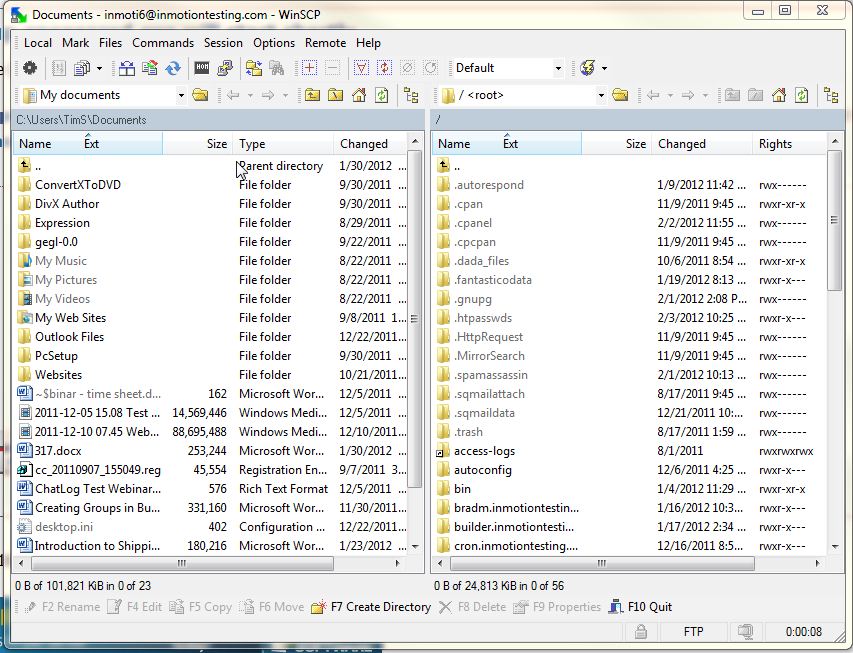 Documents - inmoti6@inmotiontesting.com - WinSCP
Local Mark Files Commands Session Options Remote Help
Default
My documents / <root>
C:\Users\TimS\Documents /
Name Ext Size Type Changed Name Ext Size Changed Rights
.. Parent directory 1/30/2012 ... ..
ConvertXToDVD File folder 9/30/2011 ... .autorespond 1/9/2012 11:42 ... rwx------
DivX Author File folder 9/30/2011 ... .cpan 11/9/2011 9:45 ... rwxr-xr-x
Expression File folder 8/29/2011 ... .cpanel 2/2/2012 11:55 ... rwx------
gegl-0.0 File folder 9/22/2011 ... .cpcpan 11/9/2011 9:45 ... rwx------
My Music File folder 8/22/2011 ... .dada_files 10/6/2011 8:54 ... rwxr-xr-x
My Pictures File folder 8/22/2011 ... .fantasticodata 1/19/2012 8:13 ... rwx------
My Videos File folder 8/22/2011 ... .gnupg 2/1/2012 2:08 P... rwx------
My Web Sites File folder 9/8/2011 1... .htpasswds 2/3/2012 10:25 ... rwxr-x---
Outlook Files File folder 12/22/2011... .HttpRequest 11/9/2011 9:45 ... rwx------
PcSetup File folder 9/30/2011 ... .MirrorSearch 11/9/2011 9:45 ... rwx------
Websites File folder 10/21/2011... .spamassassin 2/1/2012 10:13 ... rwx------
~$binar - time sheet.d... 162 Microsoft Wor... 12/5/2011 ... .sqmailattach 8/17/2011 9:45 ... rwx------
2011-12-05 15.08 Test ... 14,569,446 Windows Medi... 12/5/2011 ... .sqmaildata 12/21/2011 10:... rwx------
2011-12-10 07.45 Web... 88,695,488 Windows Medi... 12/10/2011... .trash 8/17/2011 1:59 ... rwx------
317.docx 253,244 Microsoft Wor... 1/30/2012 ... access-logs 8/1/2011 rwxrwxrwx
cc_20110907_155049.reg 45,554 Registration En... 9/7/2011 3... autoconfig 12/6/2011 4:25 ... rwxr-x---
ChatLog Test Webinar... 576 Rich Text Format 12/5/2011 ... bin 1/4/2012 11:29 ... rwxr-xr-x
Creating Groups in Bu... 331,160 Microsoft Wor... 11/30/2011... bradm.inmotiontestin... 1/16/2012 10:3... rwxr-x---
desktop.ini 402 Configuration ... 12/22/2011... builder.inmotiontesti... 1/17/2012 2:34 ... rwxr-x---
Introduction to Shippi... 180,216 Microsoft Wor... 1/23/2012 ... cron.inmotiontesting.... 12/16/2011 8:5... rwxr-x---
0 B of 101,821 KiB in 0 of 23 0 B of 24,813 KiB in 0 of 56
F2 Rename F4 Edit F5 Copy F6 Move F7 Create Directory F8 Delete F9 Properties F10 Quit
FTP 0:00:08